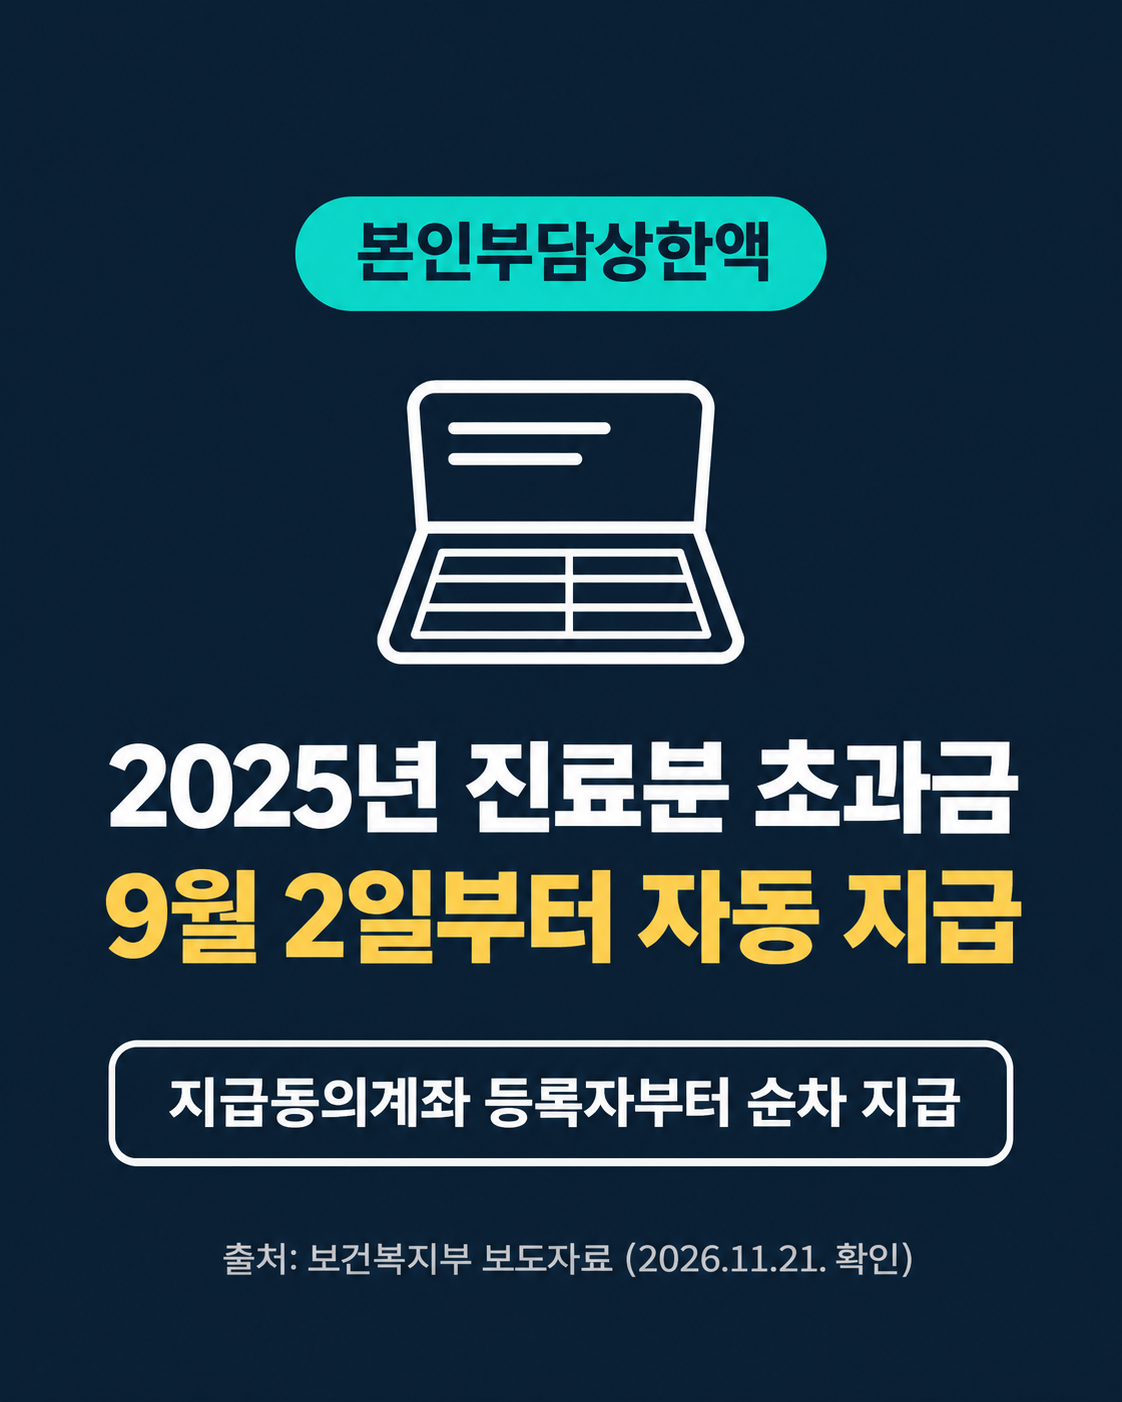 본인부담상한액
2025년 진료분 초과금
9월 2일부터 자동 지급
지급동의계좌 등록자부터 순차 지급
출처: 보건복지부 보도자료 (2026.11.21. 확인)